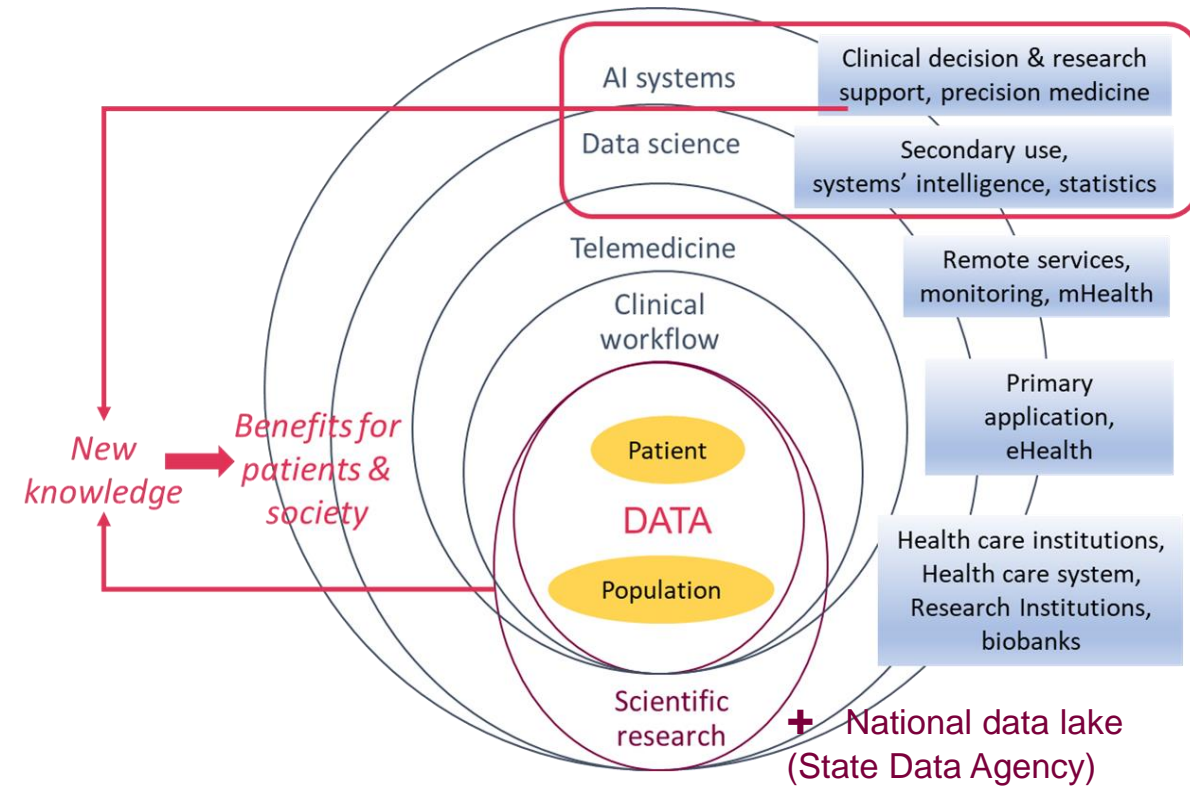 AI systems
Clinical decision & research
support, precision medicine
Data science
Secondary use,
systems’ intelligence, statistics
Telemedicine
Remote services,
monitoring, mHealth
Clinical
workflow
Primary
application,
eHealth
New
knowledge
Benefits for
patients &
society
Patient
DATA
Population
Health care institutions,
Health care system,
Research Institutions,
biobanks
Scientific
research
+ National data lake
(State Data Agency)